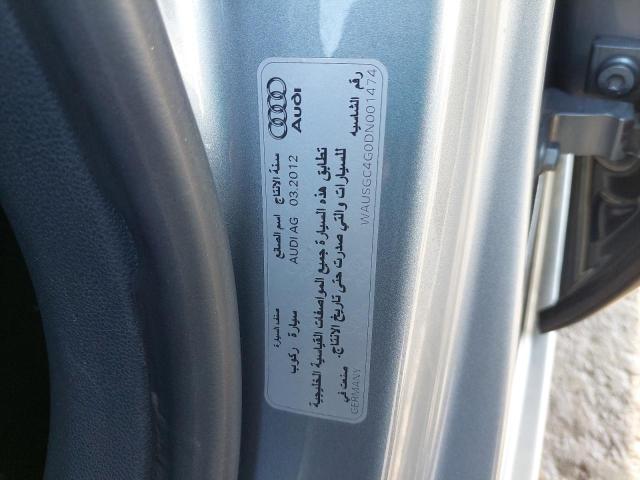 Audi
صنف السيارة اسم الصانع سنة الانتاج
سيارة ركوب AUDI AG 03.2012
تطابق هذه السيارة جميع المواصفات القياسية الخليجية
للسيارات والتي صدرت حتى تاريخ الانتاج.
صنعت في رقم الشاسيه
GERMANY WAUSGC4G0DN001474